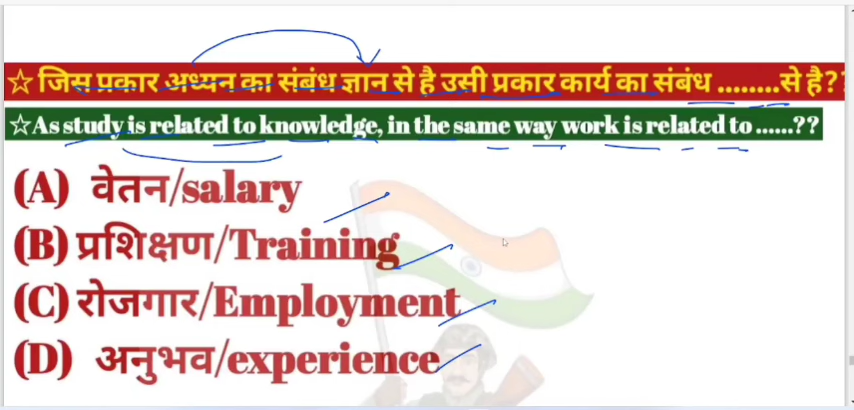 ☆ जिस प्रकार अध्यन का संबंध ज्ञान से है उसी प्रकार कार्य का संबंध ........से है??
☆As study is related to knowledge, in the same way work is related to ......??
(A) वेतन/salary
(B) प्रशिक्षण/Training
(C) रोजगार/Employment
(D) अनुभव/experience